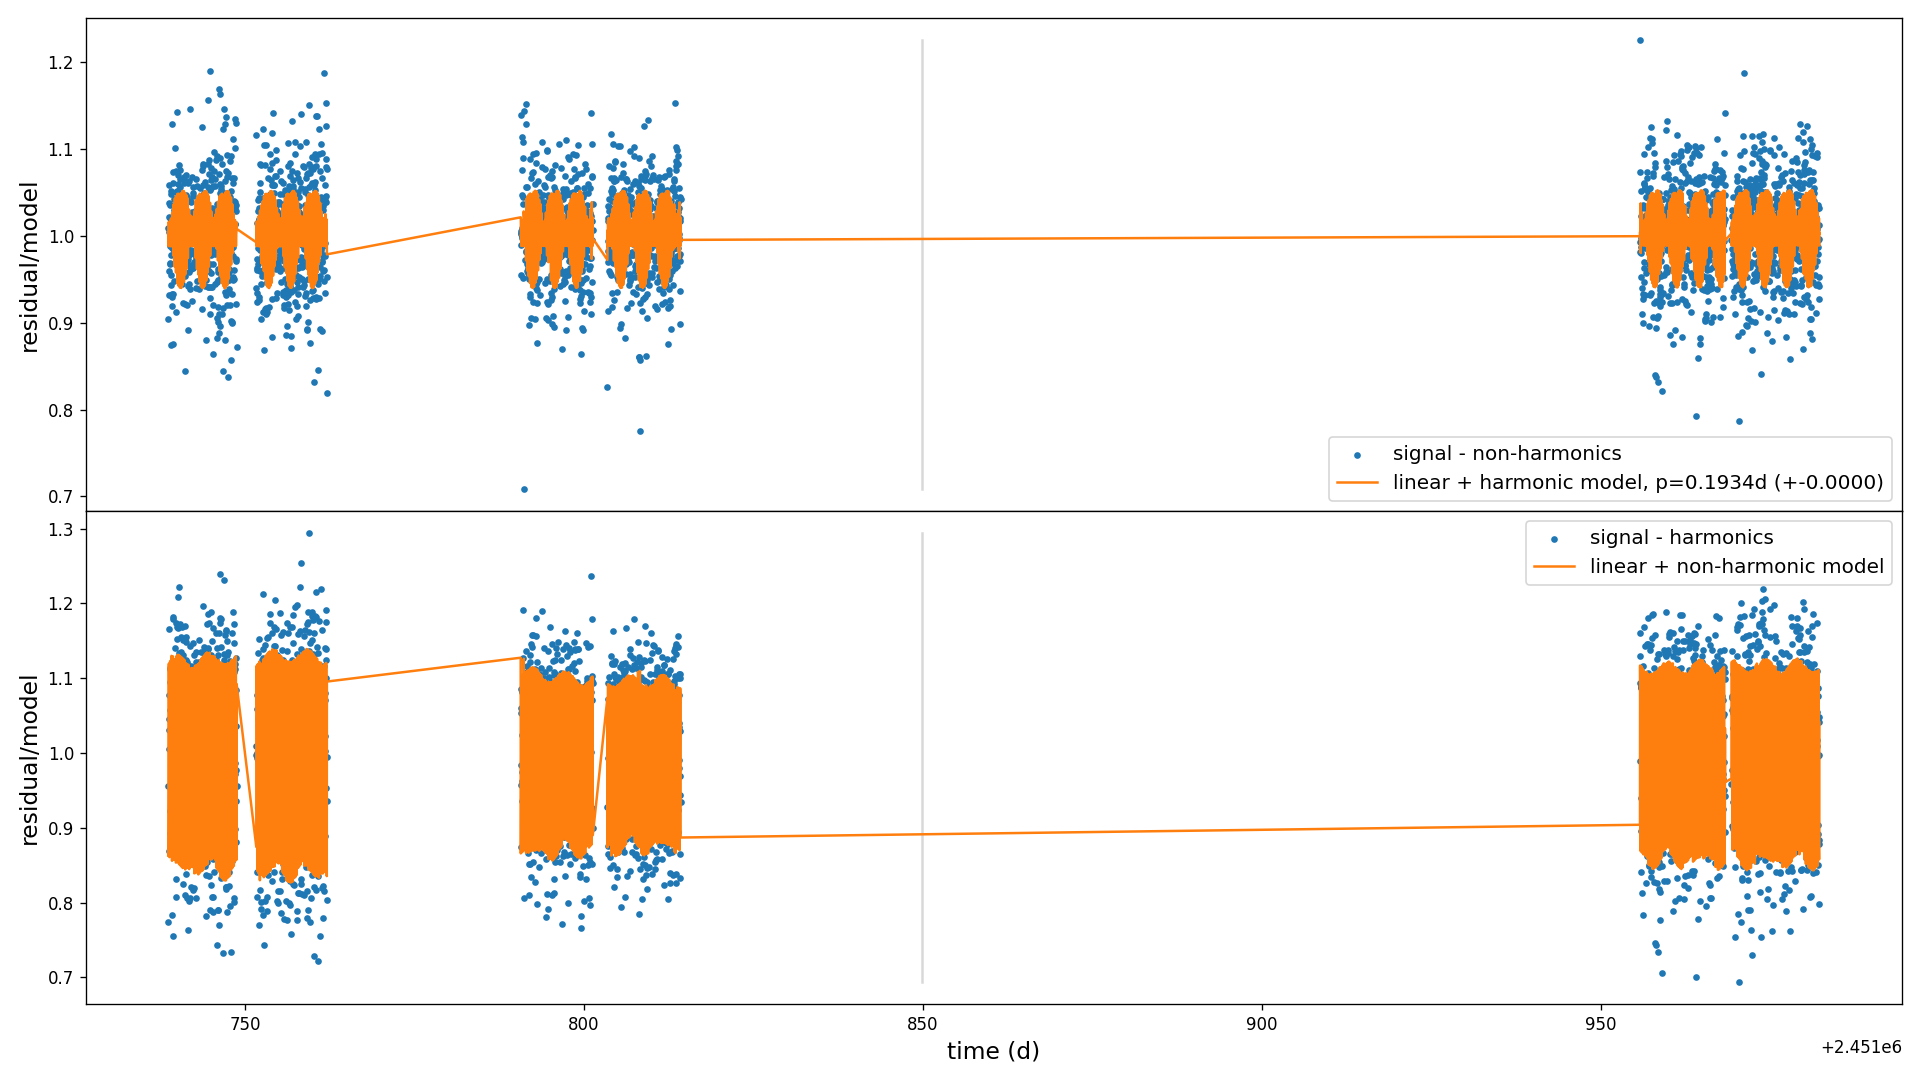 1.2
1.1
1.0
0.9
0.8
0.7
residual/model
signal - non-harmonics
linear + harmonic model, p=0.1934d (+-0.0000)
1.3
1.2
1.1
1.0
0.9
0.8
0.7
residual/model
signal - harmonics
linear + non-harmonic model
750
800
850
900
950
time (d)
+2.451e6